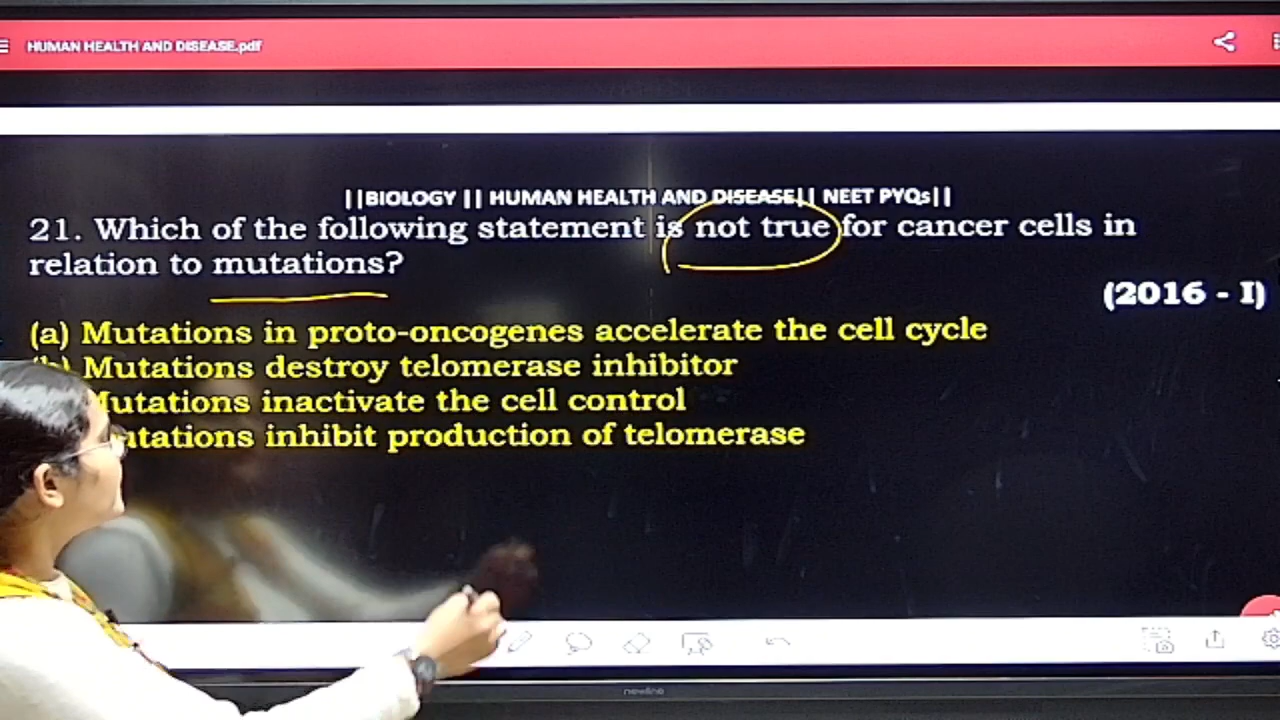 HUMAN HEALTH AND DISEASE.pdf
||BIOLOGY || HUMAN HEALTH AND DISEASE|| NEET PYQs||
21. Which of the following statement is not true for cancer cells in
relation to mutations?
(2016 - I)
(a) Mutations in proto-oncogenes accelerate the cell cycle
(b) Mutations destroy telomerase inhibitor
Mutations inactivate the cell control
Mutations inhibit production of telomerase
newline